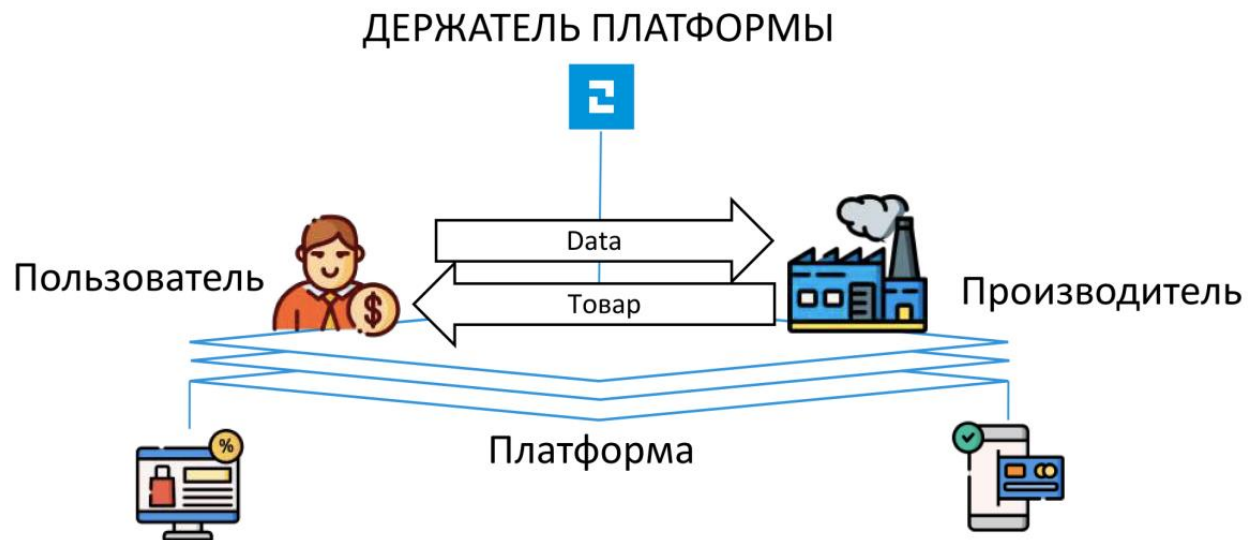 ДЕРЖАТЕЛЬ ПЛАТФОРМЫ
Data
Пользователь
Товар
Производитель
Платформа
%
$